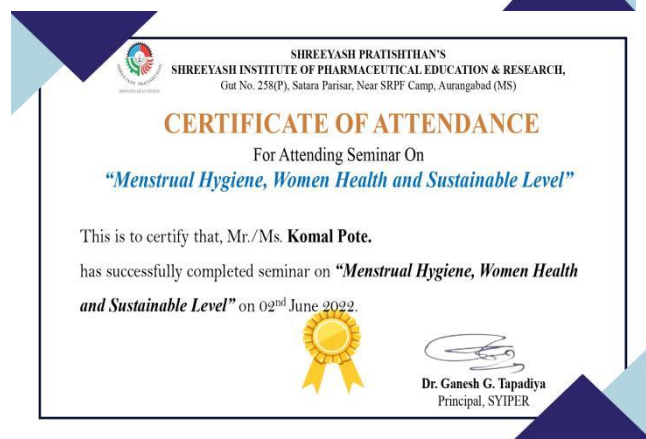 SHREEYASH PRATISHTHAN'S
SHREEYASH INSTITUTE OF PHARMACEUTICAL EDUCATION & RESEARCH,
Gut No. 258(P), Satara Parisar, Near SRPF Camp, Aurangabad (MS)
CERTIFICATE OF ATTENDANCE
For Attending Seminar On
“Menstrual Hygiene, Women Health and Sustainable Level”
This is to certify that, Mr./Ms. Komal Pote.
has successfully completed seminar on “Menstrual Hygiene, Women Health
and Sustainable Level” on 02nd June 2022.
Dr. Ganesh G. Tapadiya
Principal, SYIPER